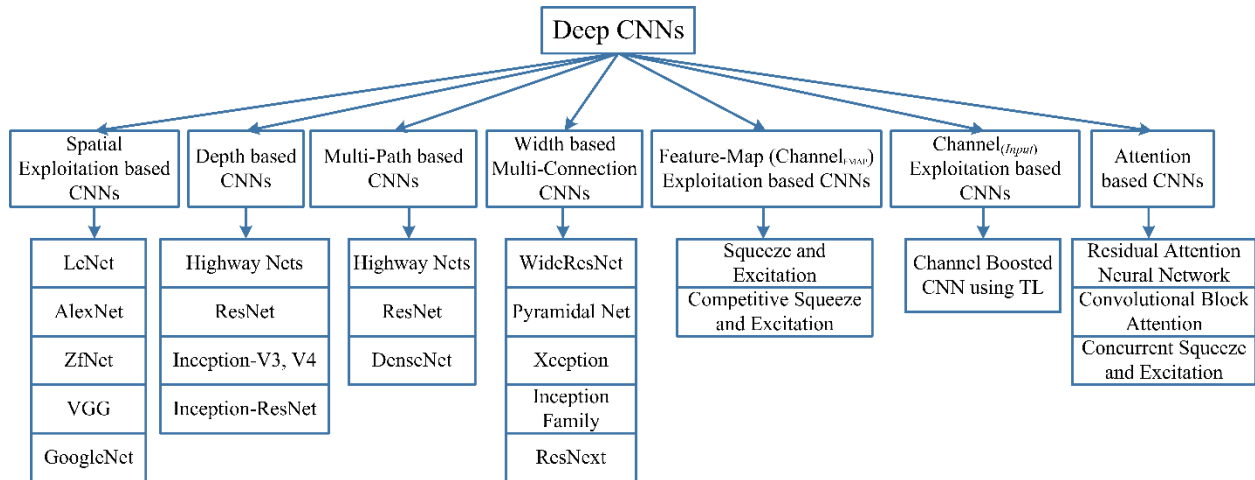 Deep CNNs
Spatial
Exploitation based
CNNs
Depth based
CNNs
Multi-Path based
CNNs
Width based
Multi-Connection
CNNs
Feature-Map (ChannelFMAP)
Exploitation based CNNs
Channel(Input)
Exploitation based
CNNs
Attention
based CNNs
LeNet
AlexNet
ZfNet
VGG
GoogleNet
Highway Nets
ResNet
Inception-V3, V4
Inception-ResNet
Highway Nets
ResNet
DenseNet
WideResNet
Pyramidal Net
Xception
Inception
Family
ResNext
Squeeze and
Excitation
Competitive Squeeze
and Excitation
Channel Boosted
CNN using TL
Residual Attention
Neural Network
Convolutional Block
Attention
Concurrent Squeeze
and Excitation